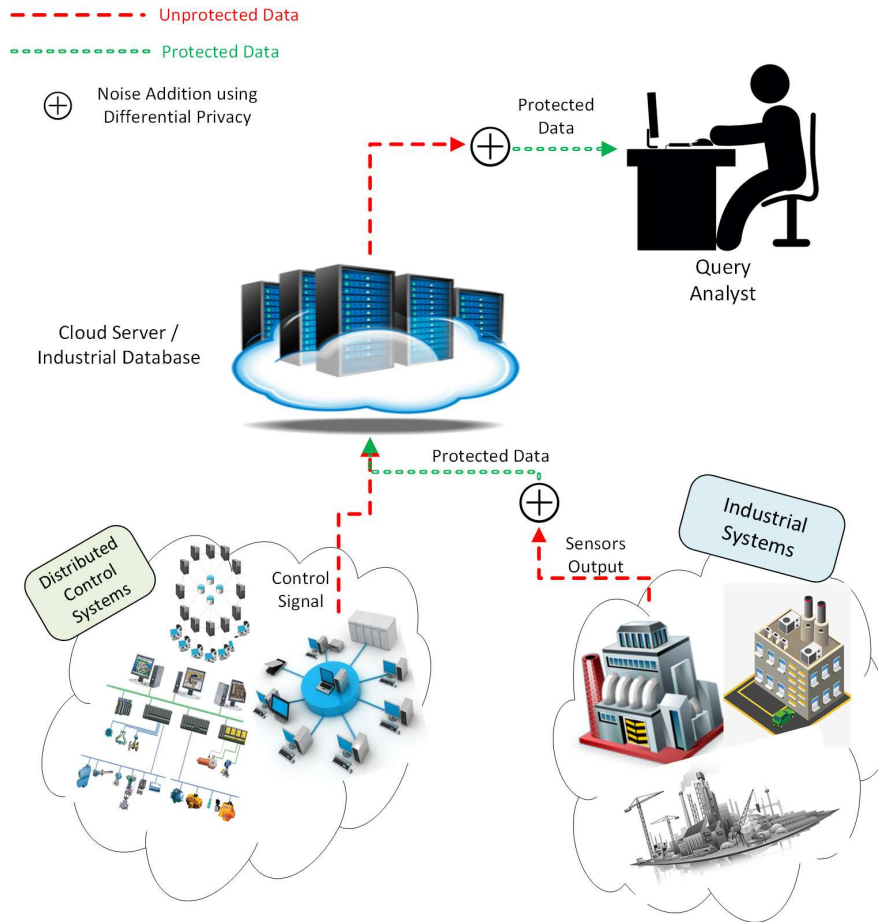 Unprotected Data
Protected Data
Noise Addition using
Differential Privacy
Protected
Data
Query
Analyst
Cloud Server /
Industrial Database
Protected Data
Industrial
Systems
Sensors
Output
Distributed
Control
Systems
Control
Signal